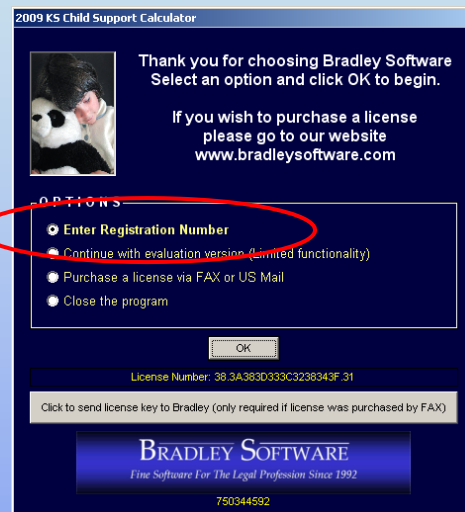 2009 KS Child Support Calculator
Thank you for choosing Bradley Software
Select an option and click OK to begin.
If you wish to purchase a license
please go to our website
www.bradleysoftware.com
OPTIONS
Enter Registration Number
Continue with evaluation version (Limited functionality)
Purchase a license via FAX or US Mail
Close the program
OK
License Number: 38.3A383D333C3238343F.31
Click to send license key to Bradley (only required if license was purchased by FAX)
BRADLEY SOFTWARE
Fine Software For The Legal Profession Since 1992
750344592